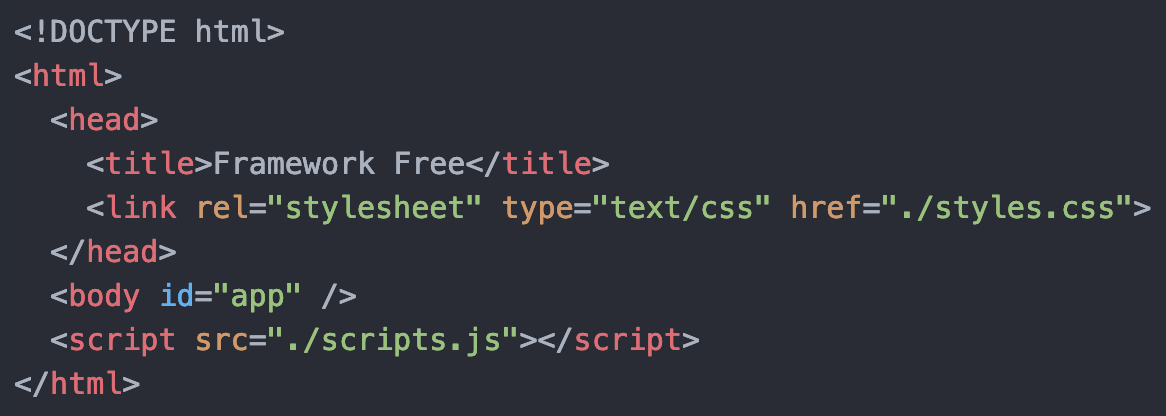 <!DOCTYPE html>
<html>
  <head>
    <title>Framework Free</title>
    <link rel="stylesheet" type="text/css" href="./styles.css">
  </head>
  <body id="app" />
  <script src="./scripts.js"></script>
</html>